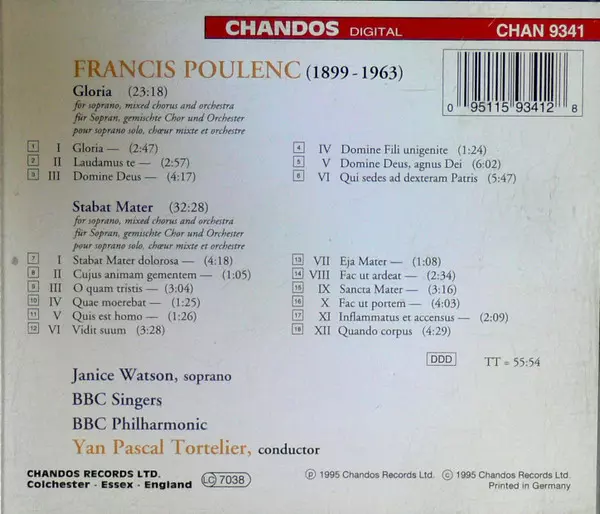 CHANDOS DIGITAL CHAN 9341
FRANCIS POULENC (1899-1963)
0 95115 93412 8
Gloria (23:18)
for soprano, mixed chorus and orchestra
für Sopran, gemischte Chor und Orchester
pour soprano solo, chœur mixte et orchestre
1 I Gloria — (2:47)
2 II Laudamus te — (2:57)
3 III Domine Deus — (4:17)
4 IV Domine Fili unigenite (1:24)
5 V Domine Deus, agnus Dei (6:02)
6 VI Qui sedes ad dexteram Patris (5:47)
Stabat Mater (32:28)
for soprano, mixed chorus and orchestra
für Sopran, gemischte Chor und Orchester
pour soprano solo, chœur mixte et orchestre
7 I Stabat Mater dolorosa — (4:18)
8 II Cujus animam gementem — (1:05)
9 III O quam tristis — (3:04)
10 IV Quae moerebat — (1:25)
11 V Quis est homo — (1:26)
12 VI Vidit suum (3:28)
13 VII Eja Mater — (1:08)
14 VIII Fac ut ardeat — (2:34)
15 IX Sancta Mater — (3:16)
16 X Fac ut portem — (4:03)
17 XI Inflammatus et accensus — (2:09)
18 XII Quando corpus (4:29)
DDD TT = 55:54
Janice Watson, soprano
BBC Singers
BBC Philharmonic
Yan Pascal Tortelier, conductor
CHANDOS RECORDS LTD.
Colchester - Essex - England
LC 7038
℗ 1995 Chandos Records Ltd. © 1995 Chandos Records Ltd.
Printed in Germany